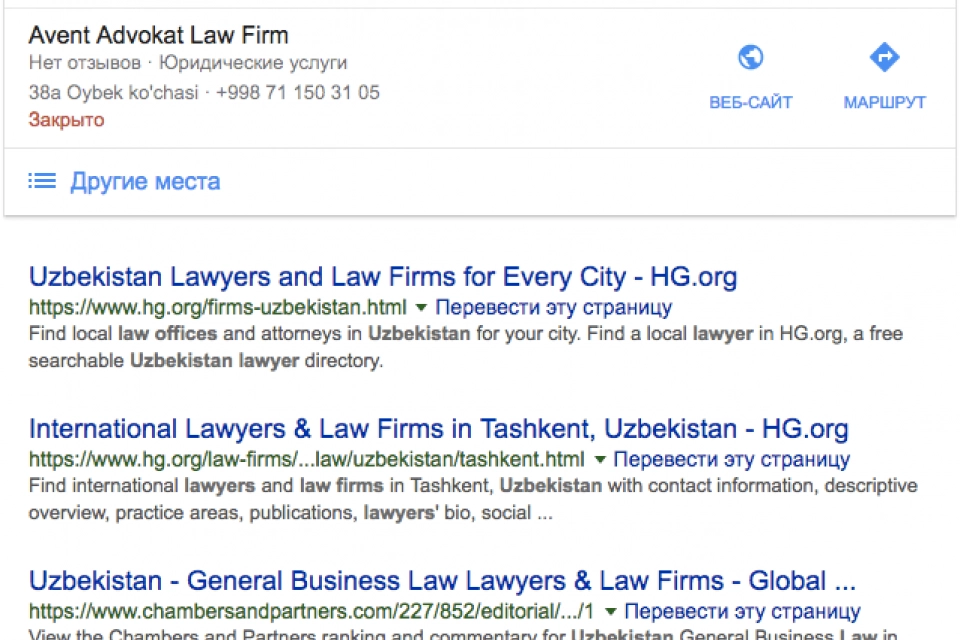 Avent Advokat Law Firm
Нет отзывов · Юридические услуги
38a Oybek ko'chasi · +998 71 150 31 05
Закрыто
ВЕБ-САЙТ
МАРШРУТ
Другие места
Uzbekistan Lawyers and Law Firms for Every City - HG.org
https://www.hg.org/firms-uzbekistan.html ▼ Перевести эту страницу
Find local law offices and attorneys in Uzbekistan for your city. Find a local lawyer in HG.org, a free
searchable Uzbekistan lawyer directory.
International Lawyers & Law Firms in Tashkent, Uzbekistan - HG.org
https://www.hg.org/law-firms/...law/uzbekistan/tashkent.html ▼ Перевести эту страницу
Find international lawyers and law firms in Tashkent, Uzbekistan with contact information, descriptive
overview, practice areas, publications, lawyers' bio, social ...
Uzbekistan - General Business Law Lawyers & Law Firms - Global ...
https://www.chambersandpartners.com/227/852/editorial/.../1 ▼ Перевести эту страницу
View the Chambers and Partners ranking and commentary for Uzbekistan General Business Law in